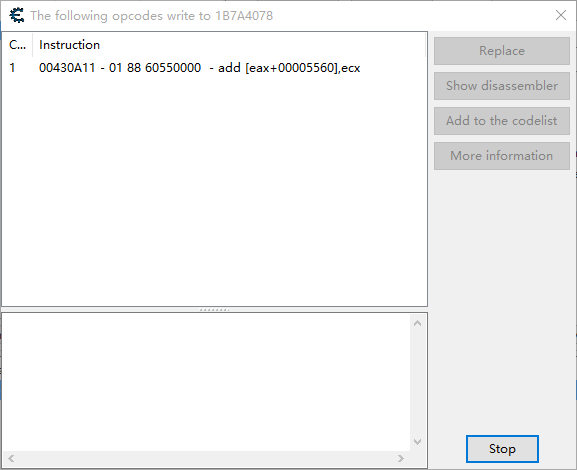 The following opcodes write to 1B7A4078
C... Instruction
1 00430A11 - 01 88 60550000 - add [eax+00005560],ecx
Replace
Show disassembler
Add to the codelist
More information
Stop